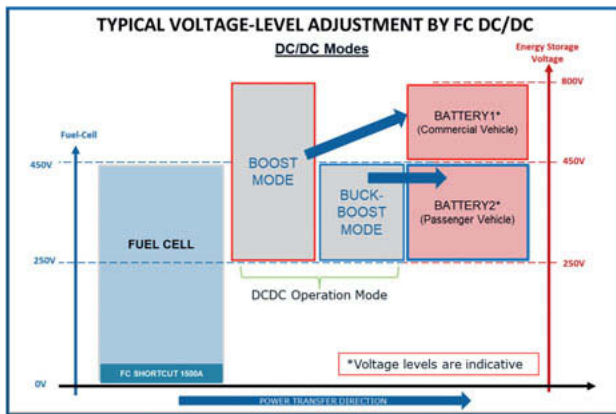 TYPICAL VOLTAGE-LEVEL ADJUSTMENT BY FC DC/DC
DC/DC Modes
Energy Storage
Voltage
800V
Fuel-Cell
BATTERY1*
(Commercial Vehicle)
BOOST
MODE
450V
450V
BUCK-
BOOST
MODE
BATTERY2*
(Passenger Vehicle)
FUEL CELL
250V
250V
DCDC Operation Mode
*Voltage levels are indicative
FC SHORTCUT 1500A
0V
POWER TRANSFER DIRECTION